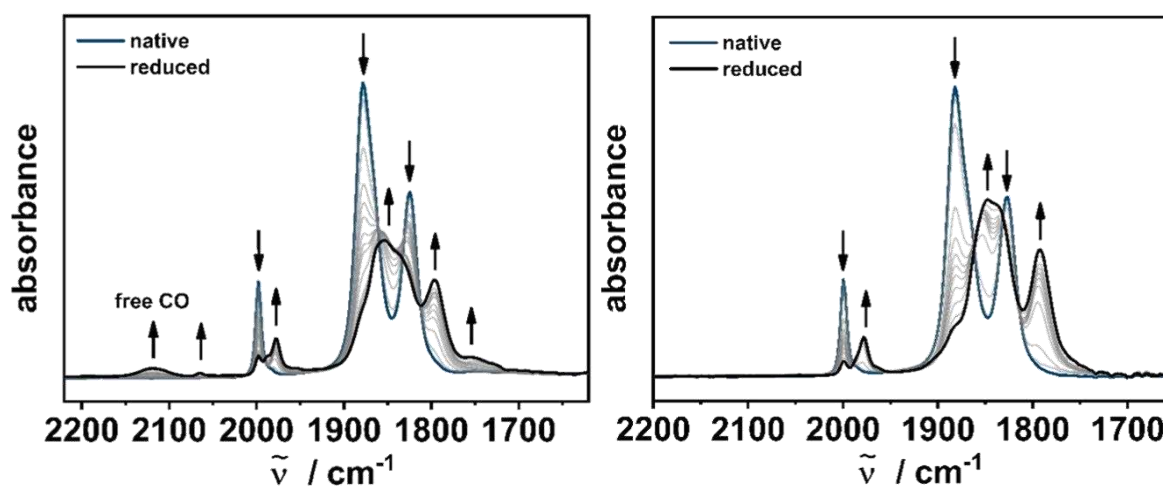 native
reduced
free CO
absorbance
2200 2100 2000 1900 1800 1700
ṽ / cm⁻¹
native
reduced
absorbance
2200 2100 2000 1900 1800 1700
ṽ / cm⁻¹